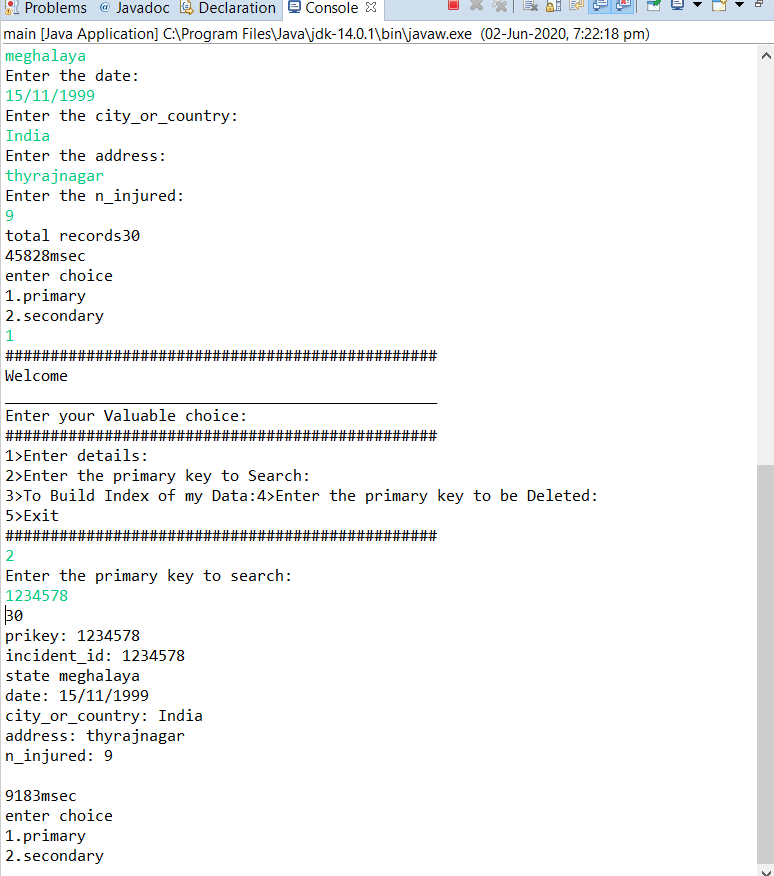 Problems @ Javadoc Declaration Console
main [Java Application] C:\Program Files\Java\jdk-14.0.1\bin\javaw.exe (02-Jun-2020, 7:22:18 pm)
meghalaya
Enter the date:
15/11/1999
Enter the city_or_country:
India
Enter the address:
thyrajnagar
Enter the n_injured:
9
total records30
45828msec
enter choice
1.primary
2.secondary
1
################################################
Welcome
________________________________________________
Enter your Valuable choice:
################################################
1>Enter details:
2>Enter the primary key to Search:
3>To Build Index of my Data:4>Enter the primary key to be Deleted:
5>Exit
################################################
2
Enter the primary key to search:
1234578
30
prikey: 1234578
incident_id: 1234578
state meghalaya
date: 15/11/1999
city_or_country: India
address: thyrajnagar
n_injured: 9
9183msec
enter choice
1.primary
2.secondary